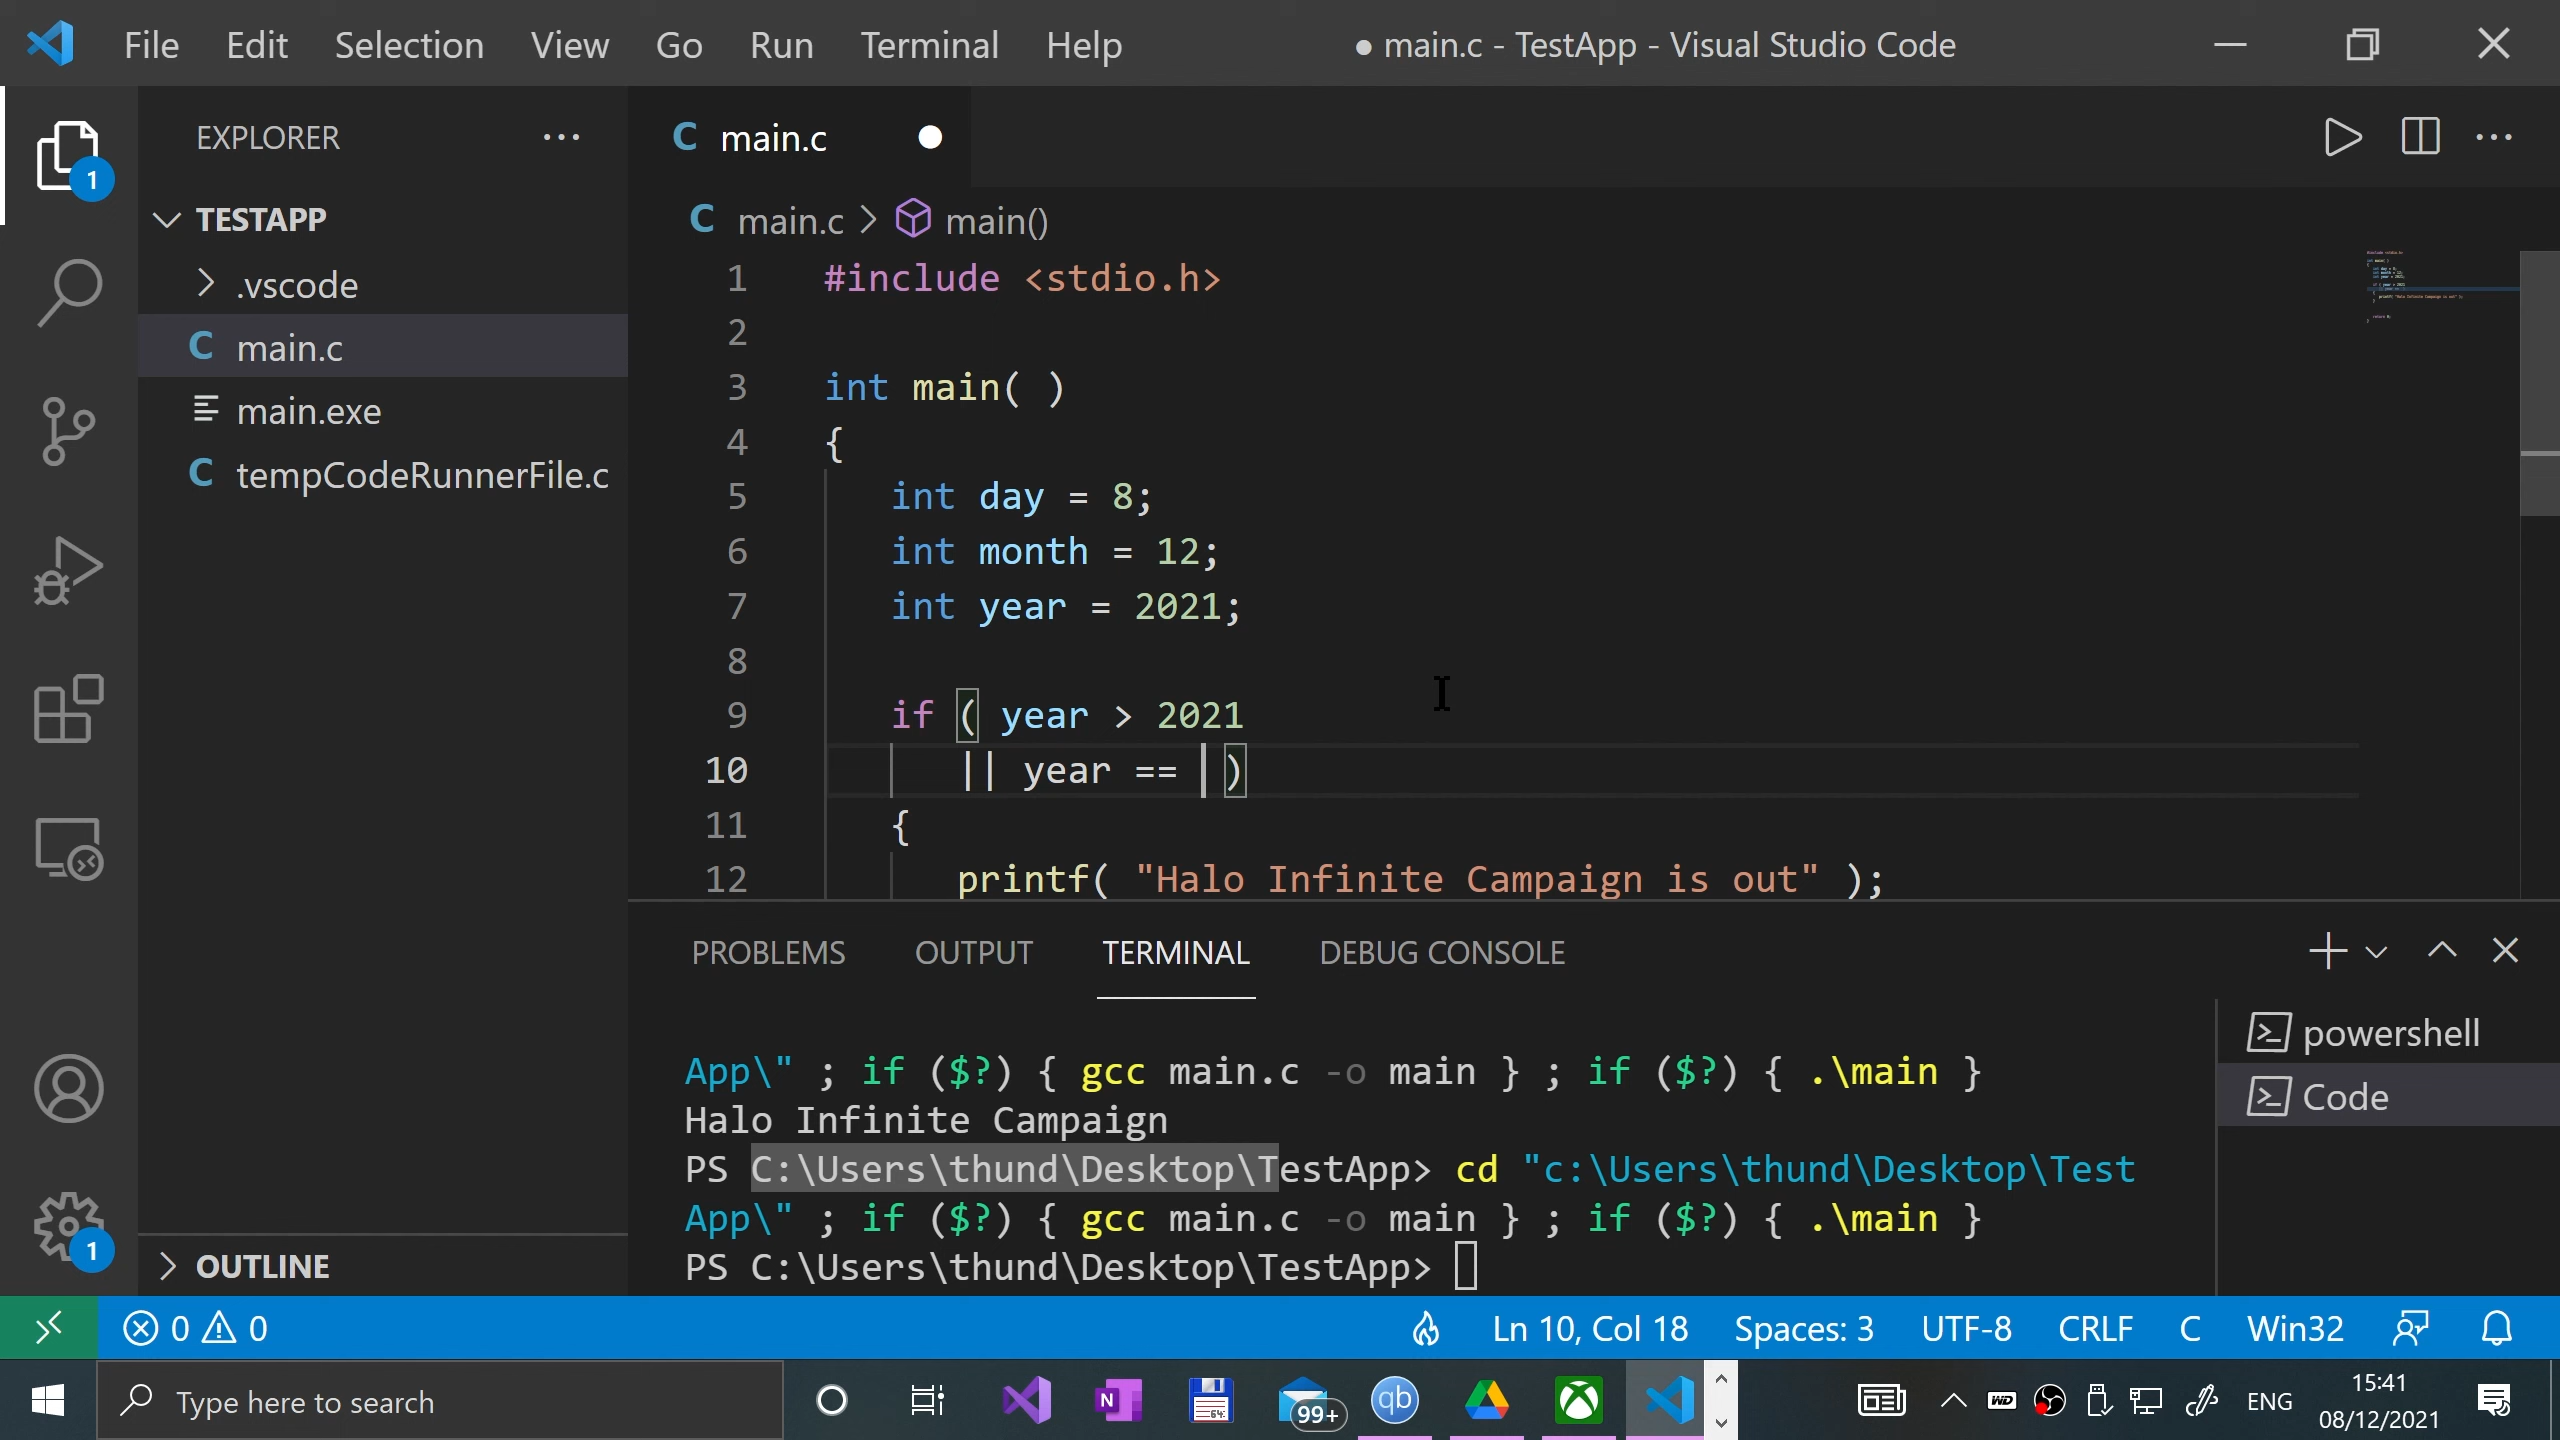 File Edit Selection View Go Run Terminal Help ● main.c - TestApp - Visual Studio Code
EXPLORER ···
C main.c
1
TESTAPP
C main.c > main()
.vscode
C main.c
main.exe
C tempCodeRunnerFile.c
1 #include <stdio.h>
2
3 int main( )
4 {
5 int day = 8;
6 int month = 12;
7 int year = 2021;
8
9 if ( year > 2021
10 || year == )
11 {
12 printf( "Halo Infinite Campaign is out" );
PROBLEMS OUTPUT TERMINAL DEBUG CONSOLE
powershell
Code
App\" ; if ($?) { gcc main.c -o main } ; if ($?) { .\main }
Halo Infinite Campaign
PS C:\Users\thund\Desktop\TestApp> cd "c:\Users\thund\Desktop\Test
App\" ; if ($?) { gcc main.c -o main } ; if ($?) { .\main }
PS C:\Users\thund\Desktop\TestApp>
1
OUTLINE
0 0 Ln 10, Col 18 Spaces: 3 UTF-8 CRLF C Win32
Type here to search
N
64
99+
qb
WD
ENG
15:41
08/12/2021